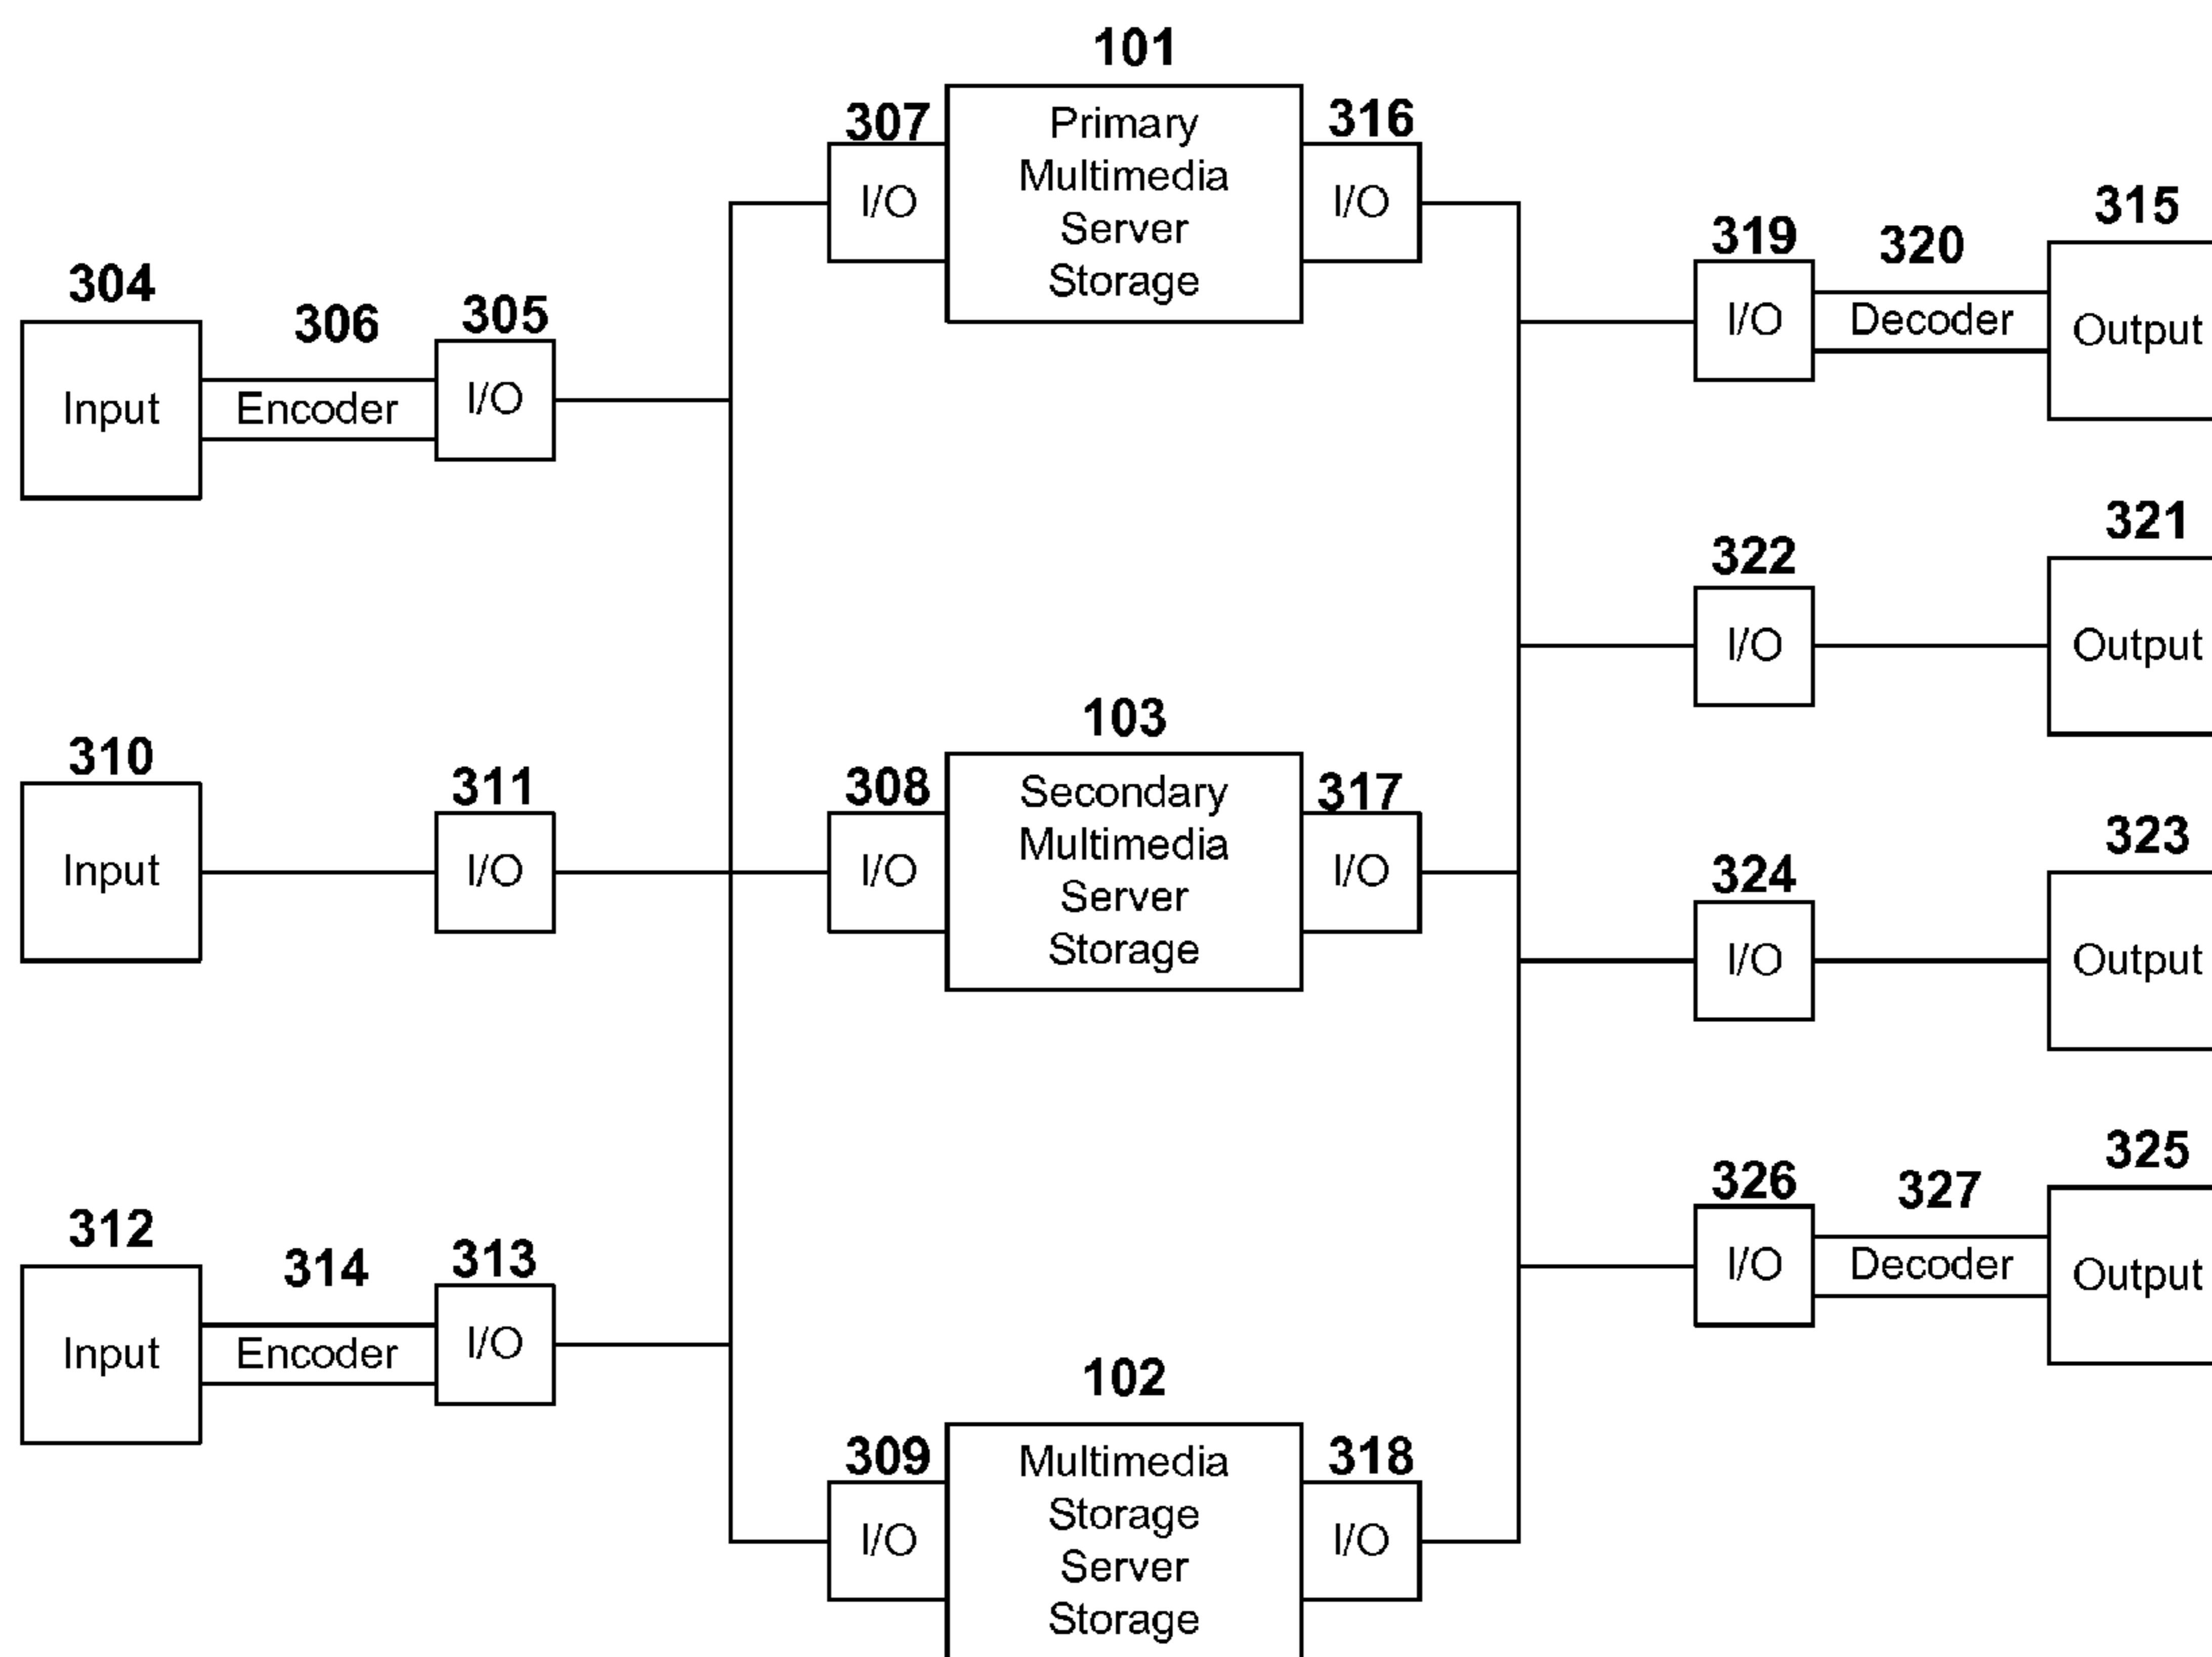 101
307
Primary
Multimedia
Server
Storage
316
I/O
I/O
304
306
305
Input
Encoder
I/O
319
320
315
I/O
Decoder
Output
321
322
I/O
Output
310
311
Input
I/O
103
308
Secondary
Multimedia
Server
Storage
317
I/O
I/O
323
324
I/O
Output
312
314
313
Input
Encoder
I/O
325
326
327
I/O
Decoder
Output
102
309
Multimedia
Storage
Server
Storage
318
I/O
I/O